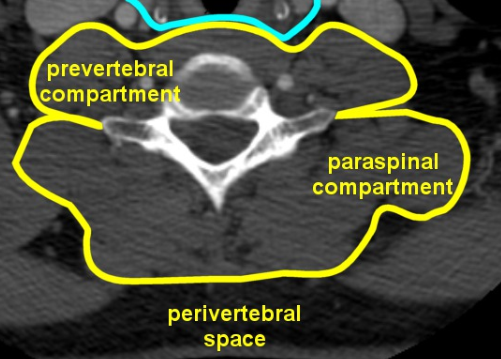 prevertebral
compartment
paraspinal
compartment
perivertebral
space